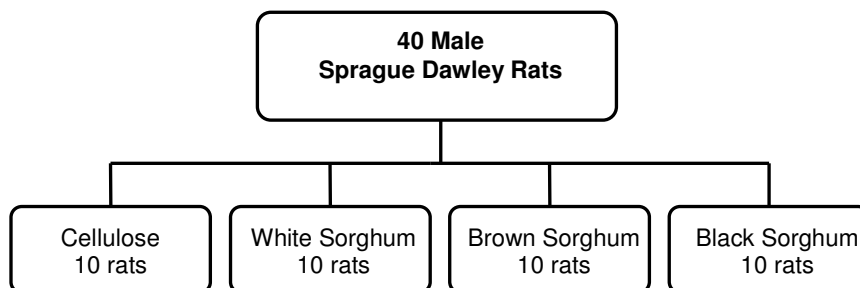 40 Male
Sprague Dawley Rats
Cellulose
10 rats
White Sorghum
10 rats
Brown Sorghum
10 rats
Black Sorghum
10 rats